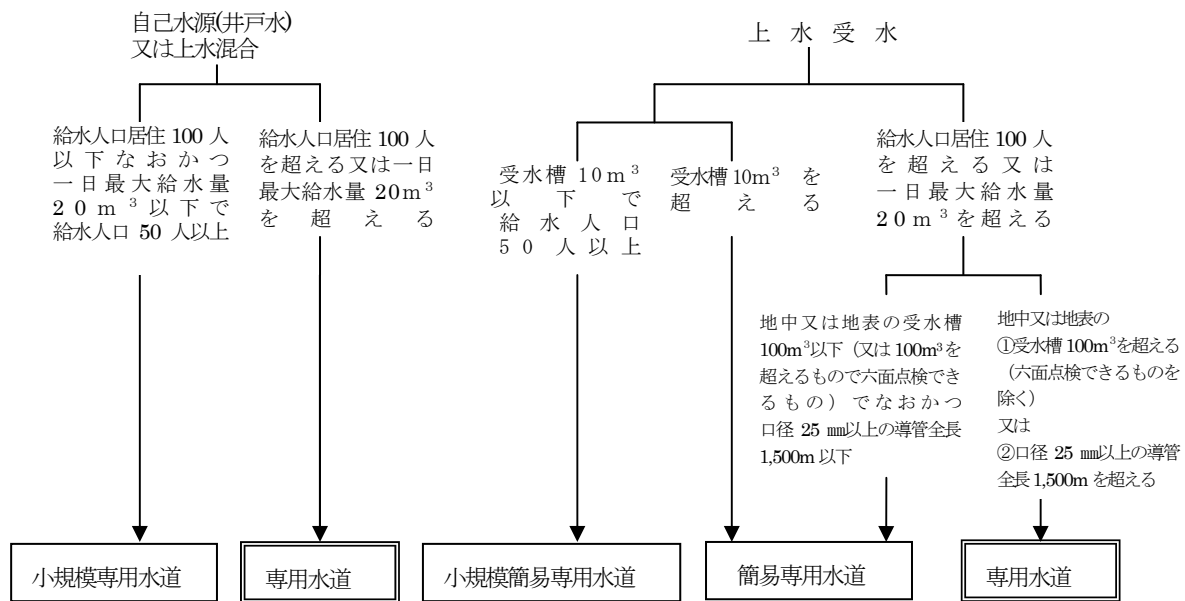 自己水源(井戸水)
又は上水混合
上水受水
給水人口居住 100 人
以下なおかつ
一日最大給水量
20m³以下で
給水人口 50 人以上
給水人口居住 100 人
を超える又は一日
最大給水量 20m³
を超える
受水槽 10m³
以下で
給水人口
50 人以上
受水槽 10m³ を
超える
給水人口居住 100 人
を超える又は
一日最大給水量
20m³を超える
地中又は地表の受水槽
100m³以下（又は 100m³を
超えるもので六面点検でき
るもの）でなおかつ
口径 25 ㎜以上の導管全長
1,500m 以下
地中又は地表の
①受水槽 100m³を超える
（六面点検できるものを
除く）
又は
②口径 25 ㎜以上の導管
全長 1,500m を超える
小規模専用水道
専用水道
小規模簡易専用水道
簡易専用水道
専用水道